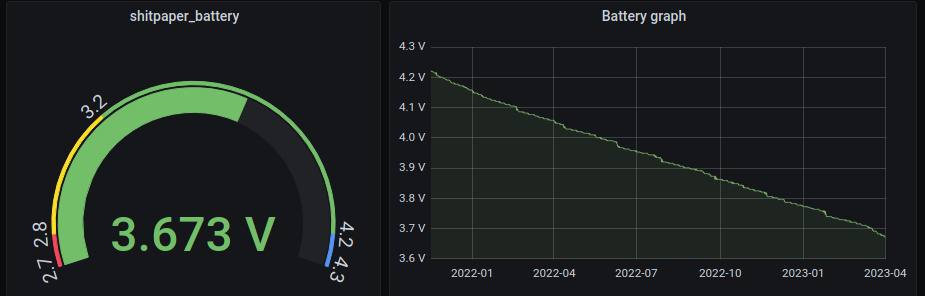 shitpaper_battery
2.7
2.8
3.2
4.2
4.3
3.673 V
Battery graph
4.3 V
4.2 V
4.1 V
4.0 V
3.9 V
3.8 V
3.7 V
3.6 V
2022-01 2022-04 2022-07 2022-10 2023-01 2023-04